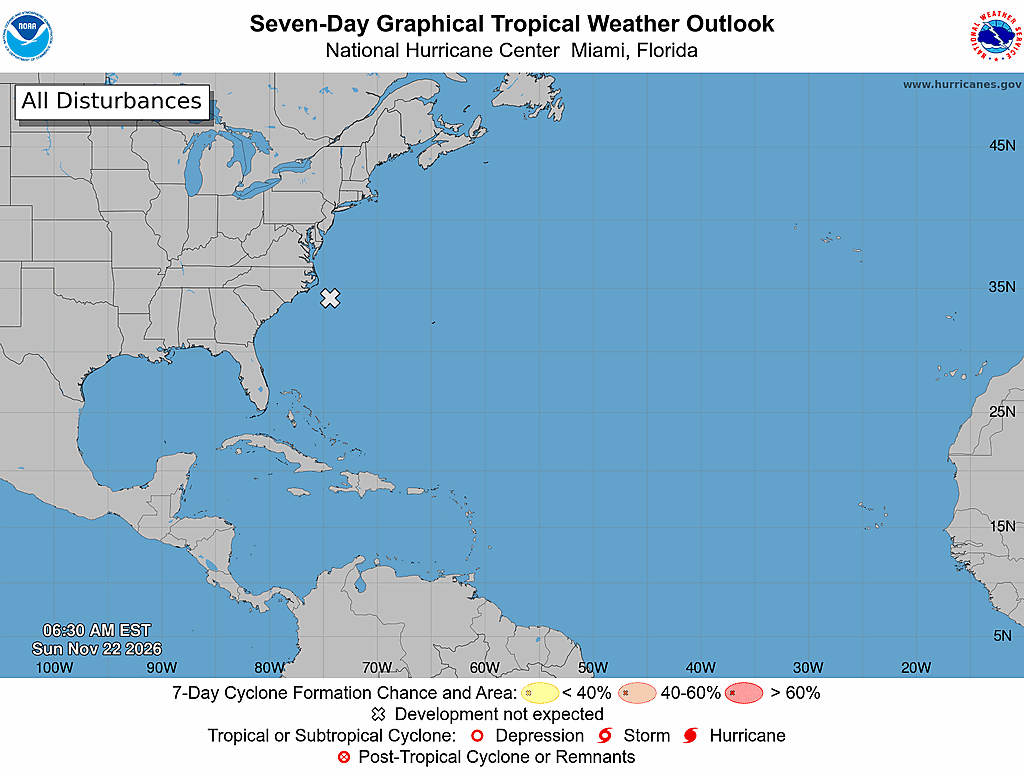 Seven-Day Graphical Tropical Weather Outlook
National Hurricane Center Miami, Florida
NOAA
www.hurricanes.gov
All Disturbances
45N
35N
25N
15N
5N
06:30 AM EST
Sun Nov 22 2026
100W 90W 80W 70W 60W 50W 40W 30W 20W
7-Day Cyclone Formation Chance and Area: < 40% 40-60% > 60%
Development not expected
Tropical or Subtropical Cyclone: Depression Storm Hurricane
Post-Tropical Cyclone or Remnants